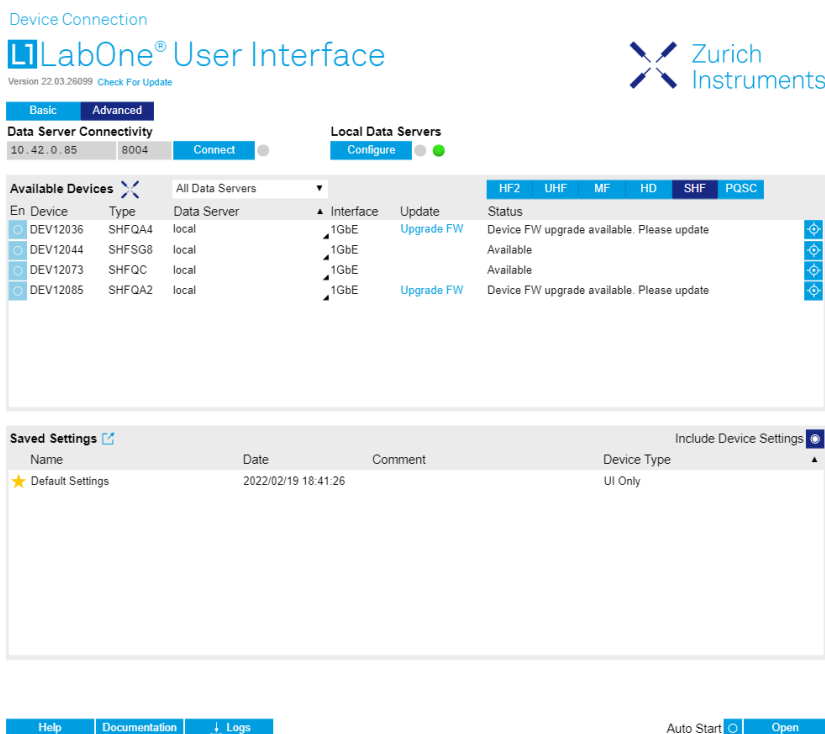 Device Connection
L1 LabOne® User Interface
Zurich
Instruments
Version 22.03.26099 Check For Update
Basic Advanced
Data Server Connectivity Local Data Servers
10.42.0.85 8004 Connect Configure
Available Devices All Data Servers HF2 UHF MF HD SHF PQSC
En Device Type Data Server Interface Update Status
DEV12036 SHFQA4 local 1GbE Upgrade FW Device FW upgrade available. Please update
DEV12044 SHFSG8 local 1GbE Available
DEV12073 SHFQC local 1GbE Available
DEV12085 SHFQA2 local 1GbE Upgrade FW Device FW upgrade available. Please update
Saved Settings Include Device Settings
Name Date Comment Device Type
Default Settings 2022/02/19 18:41:26 UI Only
Help Documentation Logs Auto Start Open